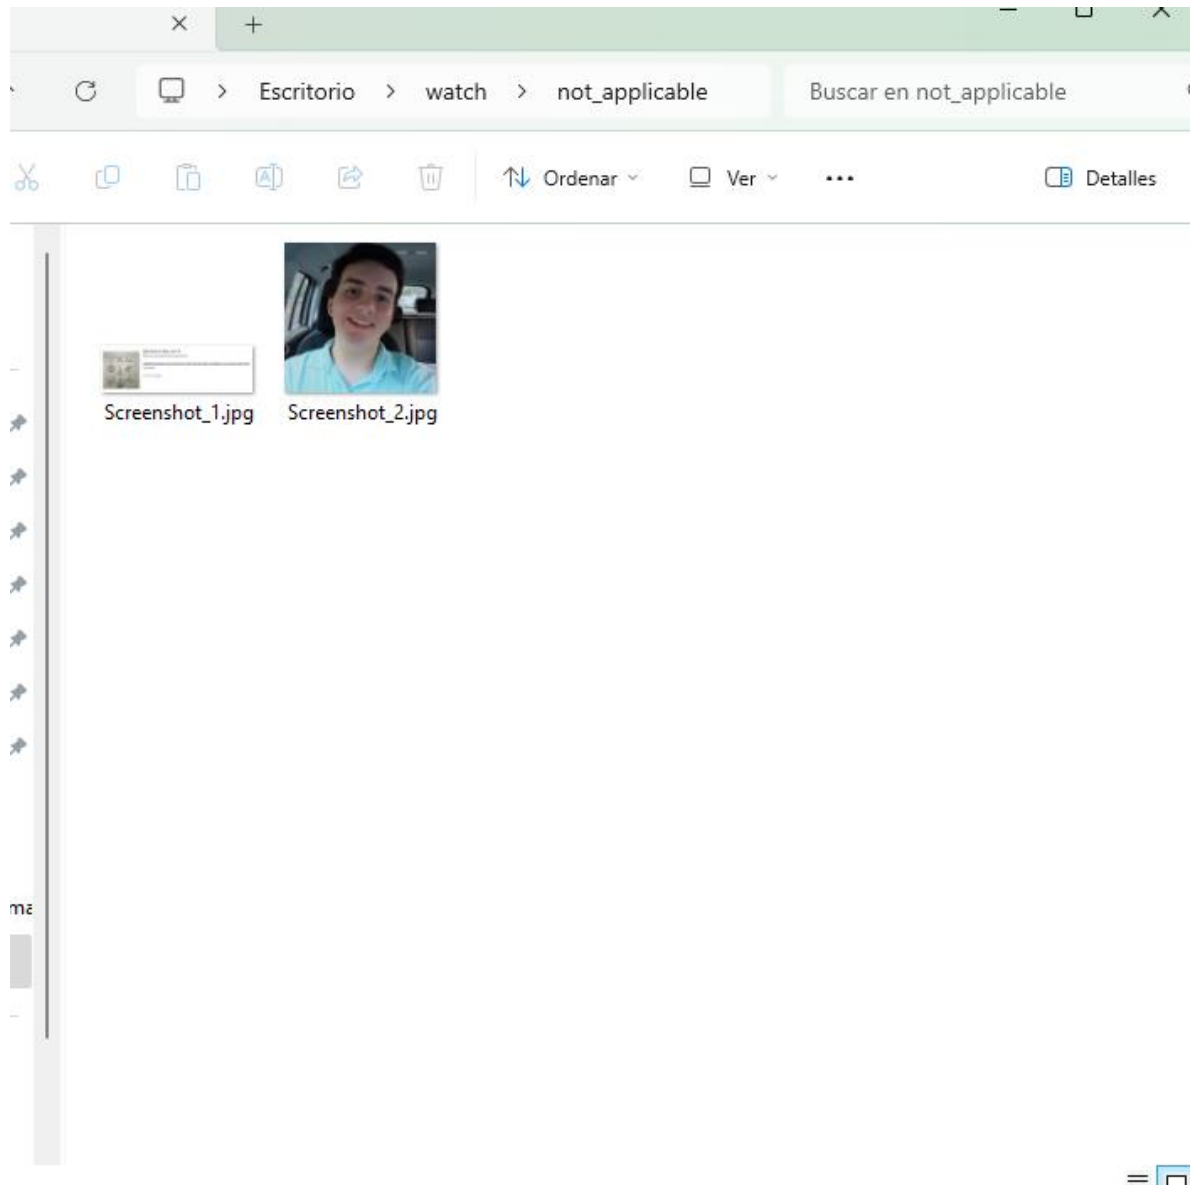 Escritorio > watch > not_applicable
Buscar en not_applicable
Ordenar
Ver
Detalles
Screenshot_1.jpg
Screenshot_2.jpg